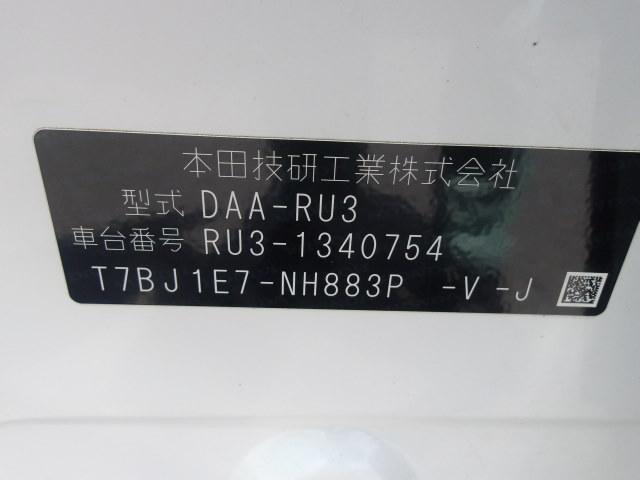 本田技研工業株式会社
型式 DAA-RU3
車台番号 RU3-1340754
T7BJ1E7-NH883P -V-J